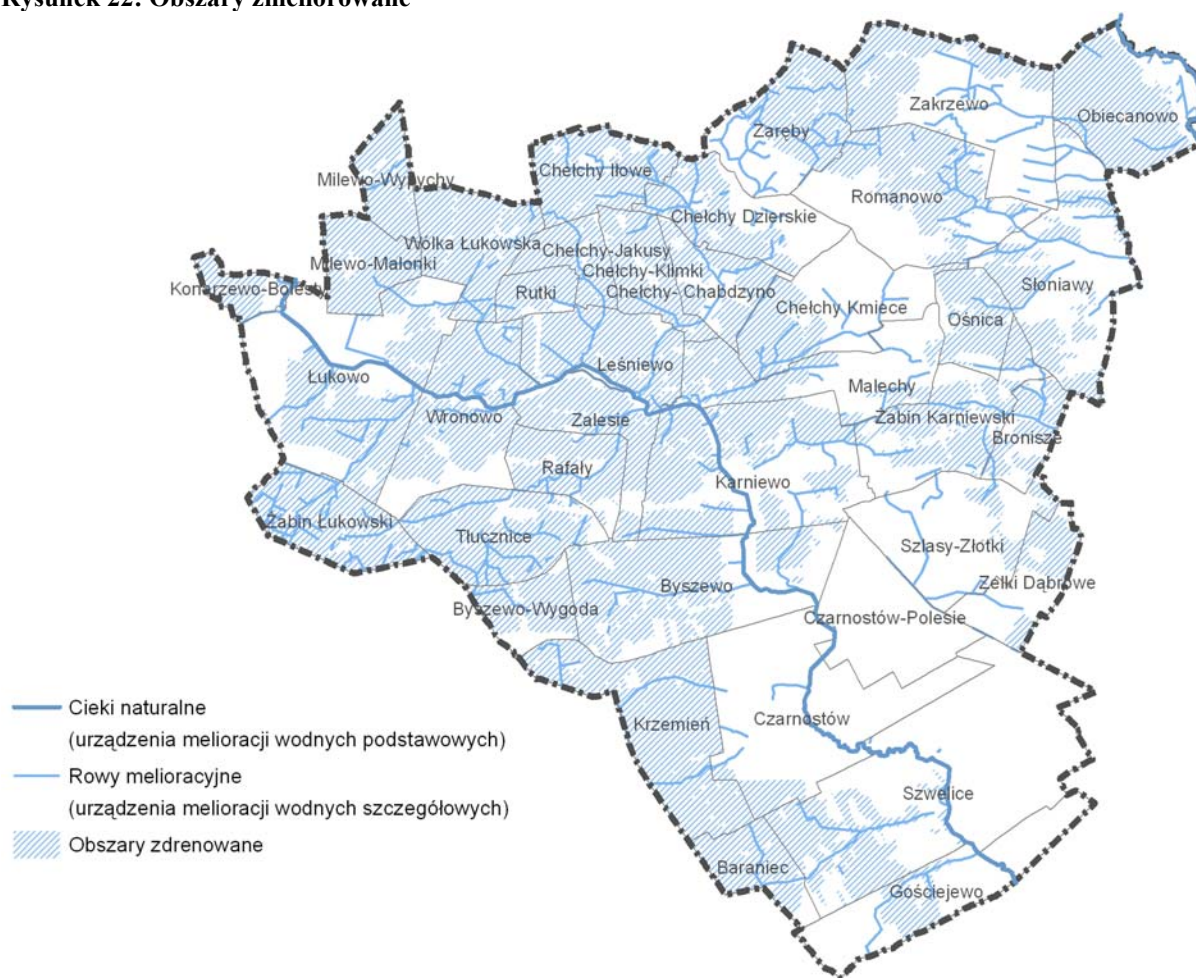 Rysunek 22: Obszary zmeliorowane
Obiecanowo
Zakrzewo
Zaręby
Romanowo
Chełchy Iłowe
Milewo-Wypychy
Chełchy Dzierskie
Wólka Łukowska
Chełchy-Jakusy
Milewo-Malonki
Chełchy-Klimki
Konarzewo-Bolesty
Rutki
Chełchy- Chabdzyno
Słoniawy
Chełchy Kmiece
Ośnica
Leśniewo
Łukowo
Malechy
Wronowo
Zalesie
Żabin Karniewski
Bronisze
Rafały
Karniewo
Żabin Łukowski
Tłucznice
Szlasy-Złotki
Byszewo
Zelki Dąbrowe
Byszewo-Wygoda
Czarnostów-Polesie
Krzemień
Czarnostów
Szwelice
Baraniec
Gościejewo
Cieki naturalne
(urządzenia melioracji wodnych podstawowych)
Rowy melioracyjne
(urządzenia melioracji wodnych szczegółowych)
Obszary zdrenowane